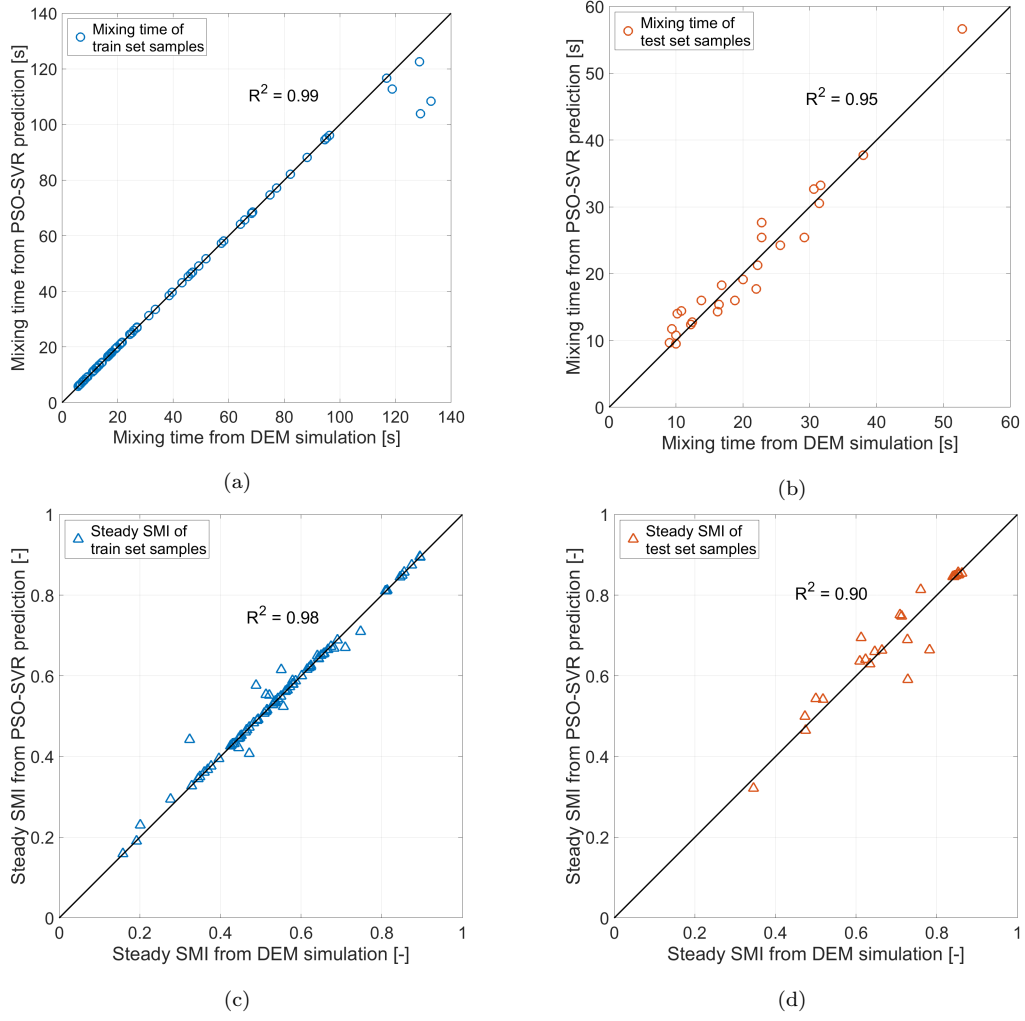 Mixing time of
train set samples
R² = 0.99
140
120
100
80
60
40
20
0
0 20 40 60 80 100 120 140
Mixing time from PSO-SVR prediction [s]
Mixing time from DEM simulation [s]
(a)
Mixing time of
test set samples
R² = 0.95
60
50
40
30
20
10
0
0 10 20 30 40 50 60
Mixing time from PSO-SVR prediction [s]
Mixing time from DEM simulation [s]
(b)
Steady SMI of
train set samples
R² = 0.98
1
0.8
0.6
0.4
0.2
0
0 0.2 0.4 0.6 0.8 1
Steady SMI from PSO-SVR prediction [-]
Steady SMI from DEM simulation [-]
(c)
Steady SMI of
test set samples
R² = 0.90
1
0.8
0.6
0.4
0.2
0
0 0.2 0.4 0.6 0.8 1
Steady SMI from PSO-SVR prediction [-]
Steady SMI from DEM simulation [-]
(d)